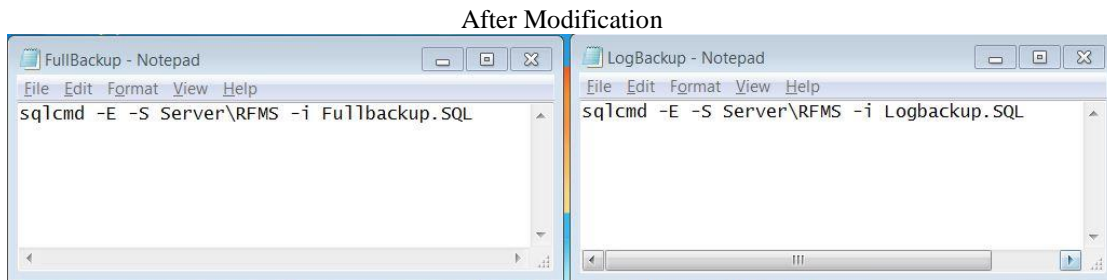 After Modification
FullBackup - Notepad
File Edit Format View Help
sqlcmd -E -S Server\RFMS -i Fullbackup.SQL
LogBackup - Notepad
File Edit Format View Help
sqlcmd -E -S Server\RFMS -i Logbackup.SQL